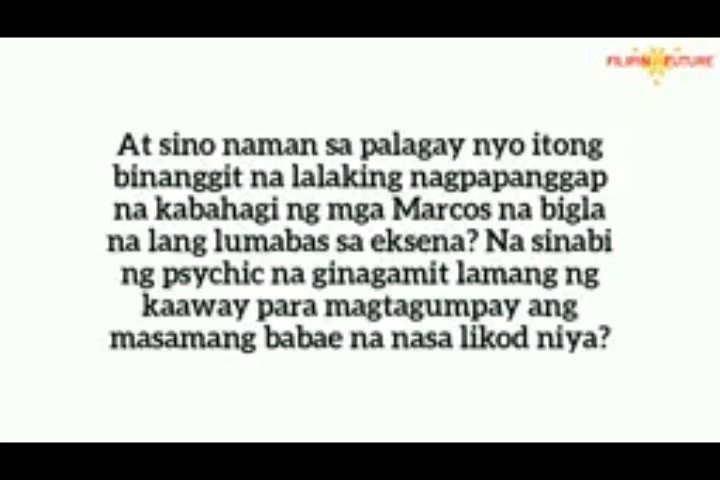 FILIPINO FUTURE
At sino naman sa palagay nyo itong
binanggit na lalaking nagpapanggap
na kabahagi ng mga Marcos na bigla
na lang lumabas sa eksena? Na sinabi
ng psychic na ginagamit lamang ng
kaaway para magtagumpay ang
masamang babae na nasa likod niya?